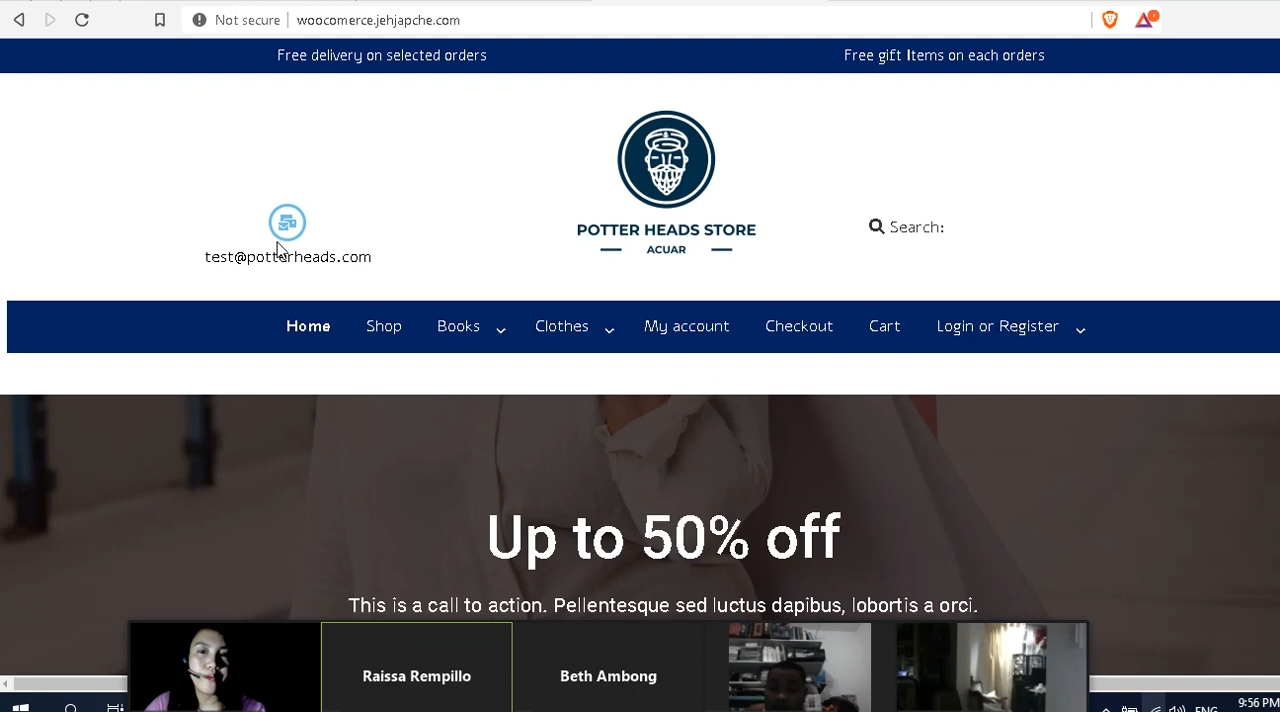 Not secure woocomerce.jehjapche.com
Free delivery on selected orders
Free gift Items on each orders
POTTER HEADS STORE
ACUAR
test@potterheads.com
Search:
Home Shop Books Clothes My account Checkout Cart Login or Register
Up to 50% off
This is a call to action. Pellentesque sed luctus dapibus, lobortis a orci.
Raissa Rempillo
Beth Ambong
ENG
9:56 PM